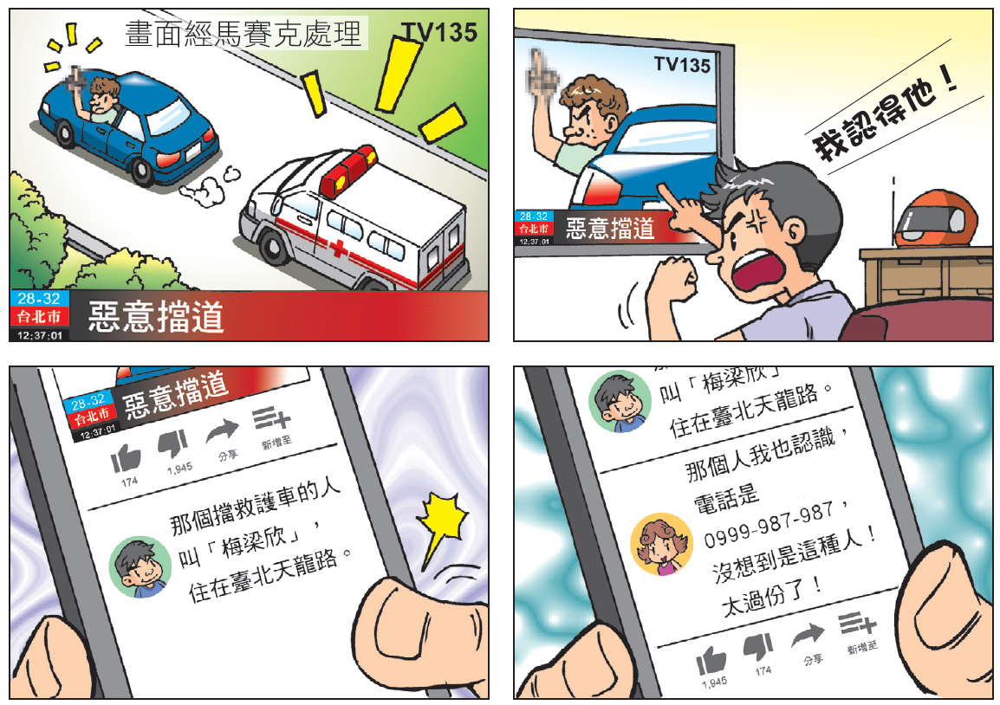 畫面經馬賽克處理
TV135
28-32
台北市
12:37:01
惡意擋道
TV135
我認得他！
28-32
台北市
12:37:01
惡意擋道
28-32
台北市
12:37:01
惡意擋道
174
1,945
分享
新增至
那個擋救護車的人
叫「梅梁欣」，
住在臺北天龍路。
叫「梅梁欣」
住在臺北天龍路。
那個人我也認識，
電話是
0999-987-987，
沒想到是這種人！
太過份了！
1,945
174
分享
新增至